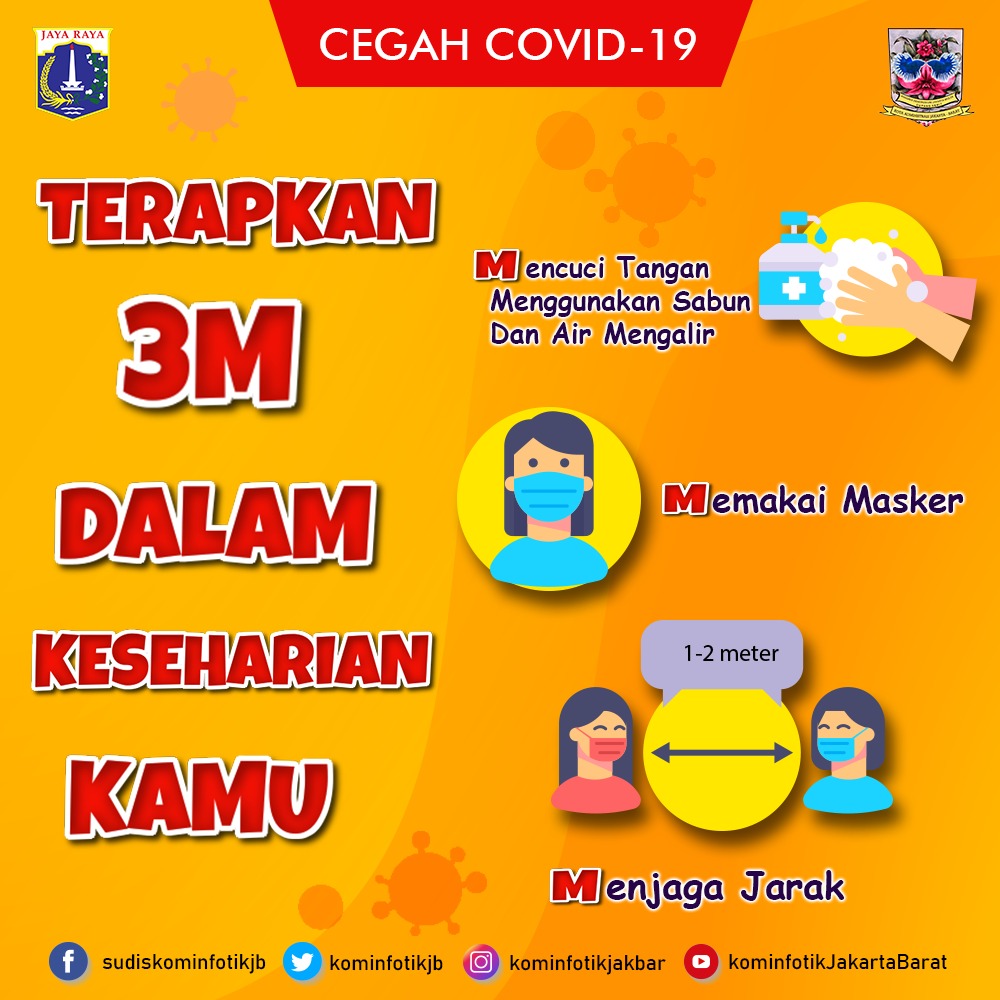 JAYA RAYA
CEGAH COVID-19
TERAPKAN
3M
DALAM
KESEHARIAN
KAMU
Mencuci Tangan
Menggunakan Sabun
Dan Air Mengalir
Memakai Masker
1-2 meter
Menjaga Jarak
sudiskominfotikjb
kominfotikjb
kominfotikjakbar
kominfotikJakartaBarat